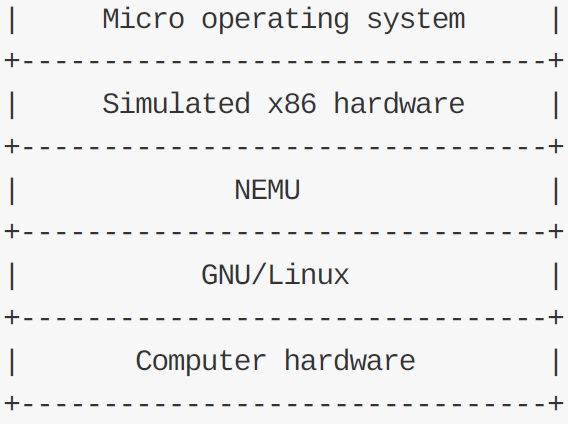 |     Micro operating system     |
+--------------------------------+
|     Simulated x86 hardware     |
+--------------------------------+
|             NEMU               |
+--------------------------------+
|           GNU/Linux            |
+--------------------------------+
|       Computer hardware        |
+--------------------------------+